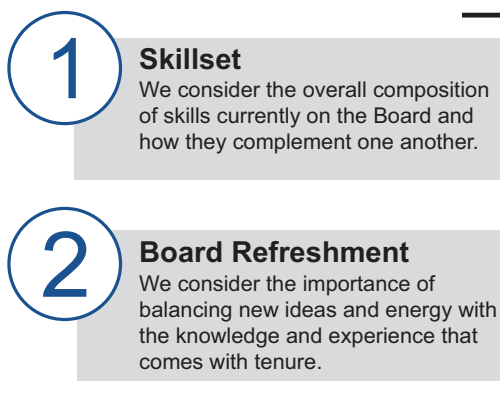 1
Skillset
We consider the overall composition
of skills currently on the Board and
how they complement one another.
2
Board Refreshment
We consider the importance of
balancing new ideas and energy with
the knowledge and experience that
comes with tenure.